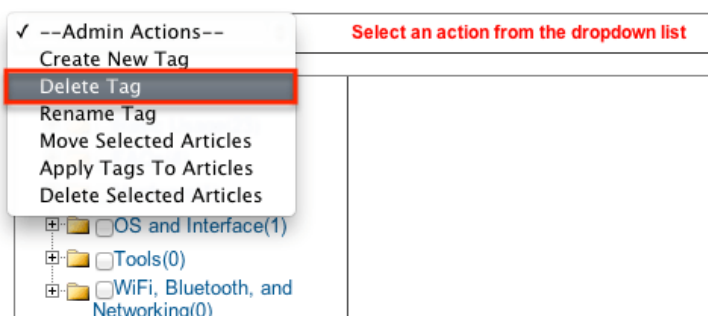 ✓ --Admin Actions--
Select an action from the dropdown list
Create New Tag
Delete Tag
Rename Tag
Move Selected Articles
Apply Tags To Articles
Delete Selected Articles
OS and Interface(1)
Tools(0)
WiFi, Bluetooth, and
Networking(0)